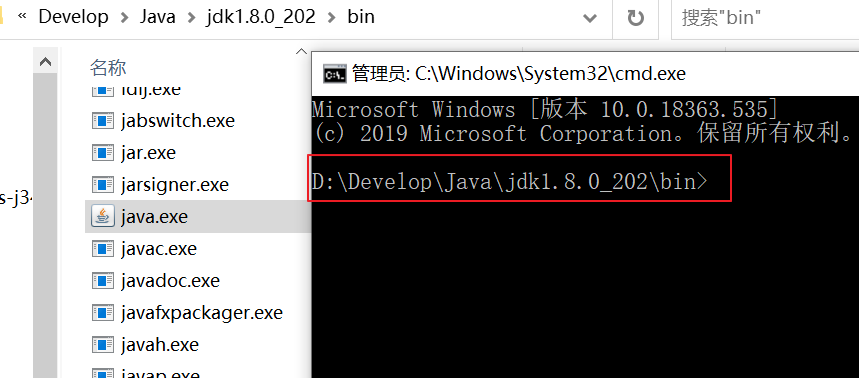 « Develop > Java > jdk1.8.0_202 > bin
搜索"bin"
名称
jabswitch.exe
jar.exe
jarsigner.exe
java.exe
javac.exe
javadoc.exe
javafxpackager.exe
javah.exe
javap.exe
管理员: C:\Windows\System32\cmd.exe
Microsoft Windows [版本 10.0.18363.535]
(c) 2019 Microsoft Corporation。保留所有权利。
D:\Develop\Java\jdk1.8.0_202\bin>